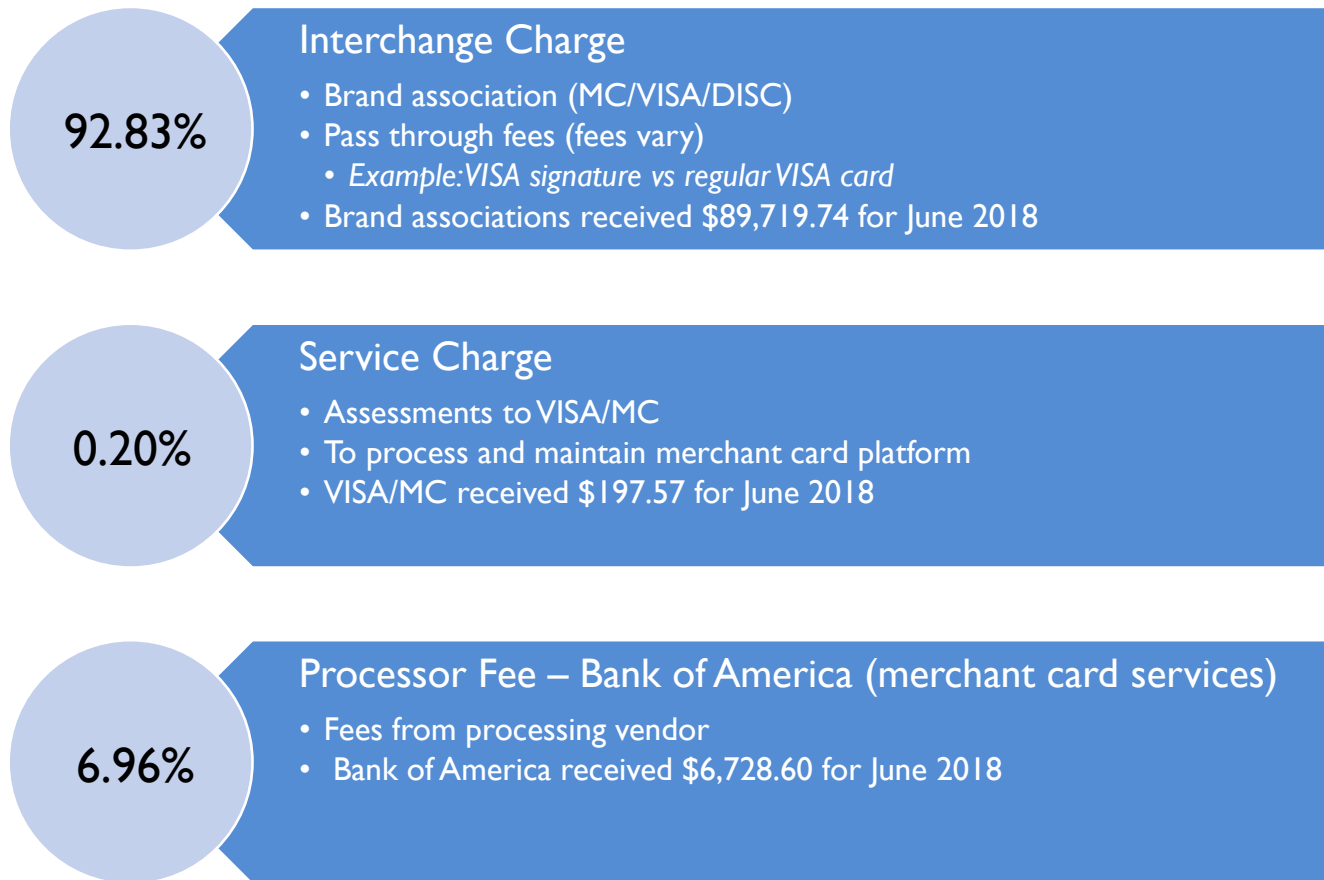 92.83%
Interchange Charge
• Brand association (MC/VISA/DISC)
• Pass through fees (fees vary)
• Example: VISA signature vs regular VISA card
• Brand associations received $89,719.74 for June 2018
0.20%
Service Charge
• Assessments to VISA/MC
• To process and maintain merchant card platform
• VISA/MC received $197.57 for June 2018
6.96%
Processor Fee – Bank of America (merchant card services)
• Fees from processing vendor
• Bank of America received $6,728.60 for June 2018